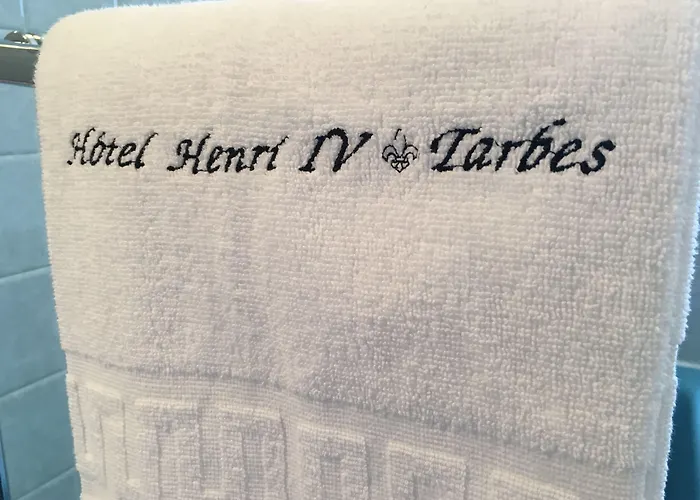 Hôtel Henri IV ⚜ Tarbes